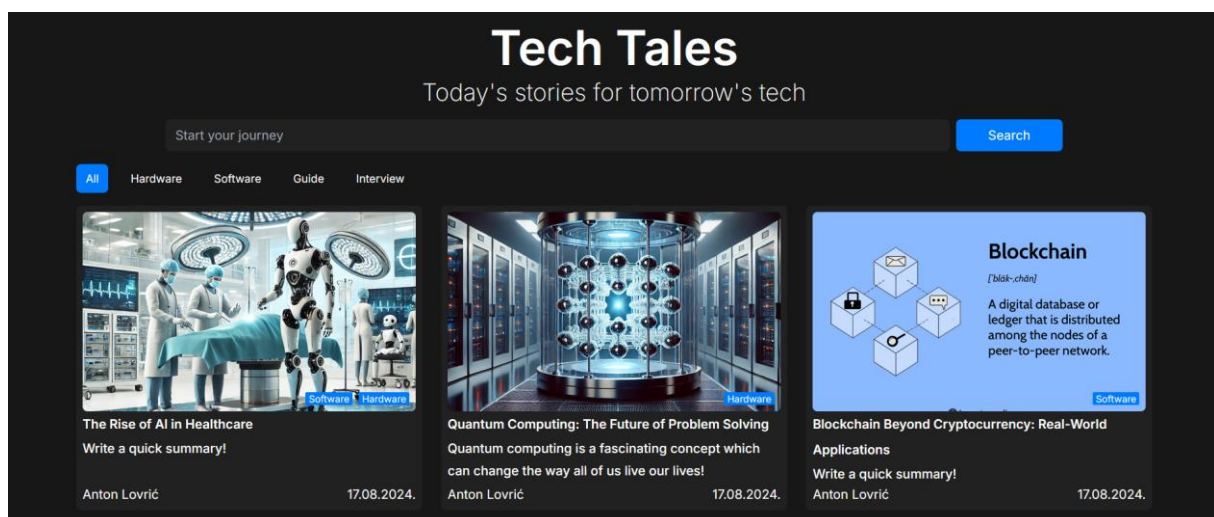 Tech Tales
Today's stories for tomorrow's tech
Start your journey
Search
All
Hardware
Software
Guide
Interview
Software
Hardware
The Rise of AI in Healthcare
Write a quick summary!
Anton Lovrić
17.08.2024.
Hardware
Quantum Computing: The Future of Problem Solving
Quantum computing is a fascinating concept which
can change the way all of us live our lives!
Anton Lovrić
17.08.2024.
Blockchain
['bläk-,chān]
A digital database or
ledger that is distributed
among the nodes of a
peer-to-peer network.
Software
Blockchain Beyond Cryptocurrency: Real-World
Applications
Write a quick summary!
Anton Lovrić
17.08.2024.